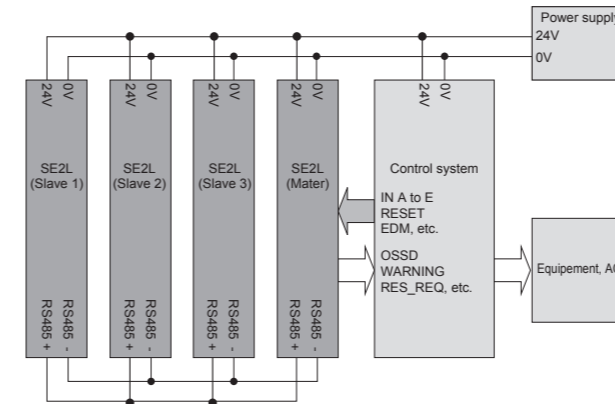 Power supply
24V
0V
24V
0V
24V
0V
24V
0V
24V
0V
24V
0V
SE2L
(Slave 1)
SE2L
(Slave 2)
SE2L
(Slave 3)
SE2L
(Mater)
Control system
IN A to E
RESET
EDM, etc.
OSSD
WARNING
RES_REQ, etc.
Equipement, AC
RS485 +
RS485 -
RS485 +
RS485 -
RS485 +
RS485 -
RS485 +
RS485 -